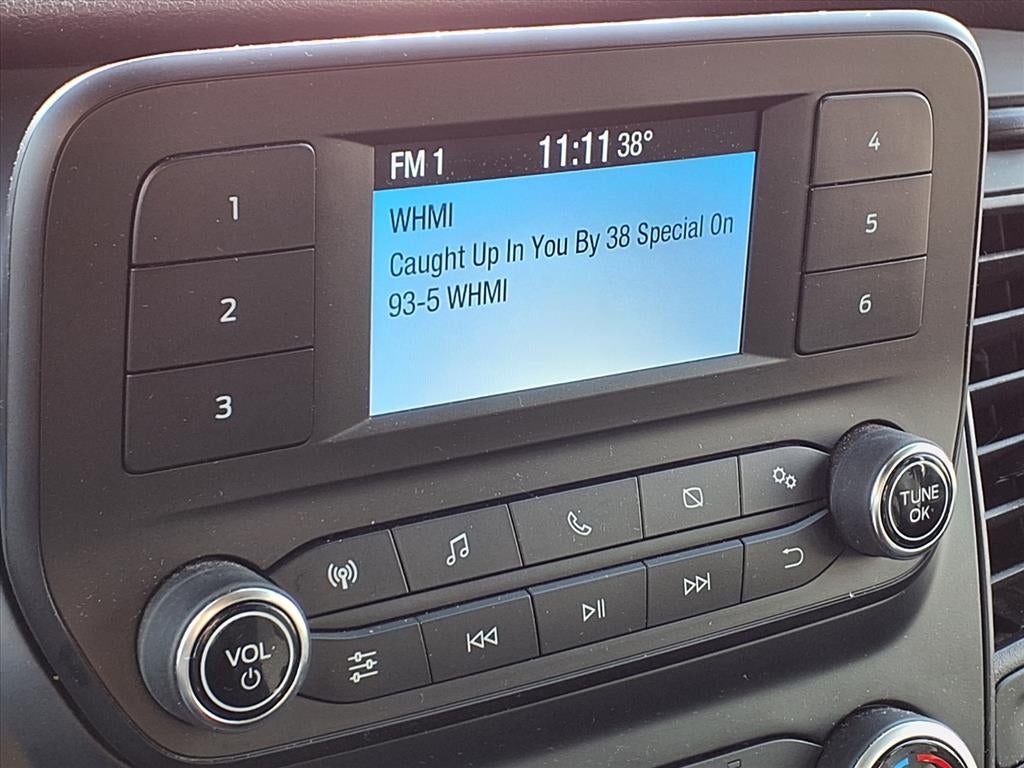 FM 1 11:11 38°
WHMI
Caught Up In You By 38 Special On
93-5 WHMI
1
2
3
4
5
6
VOL
TUNE
OK